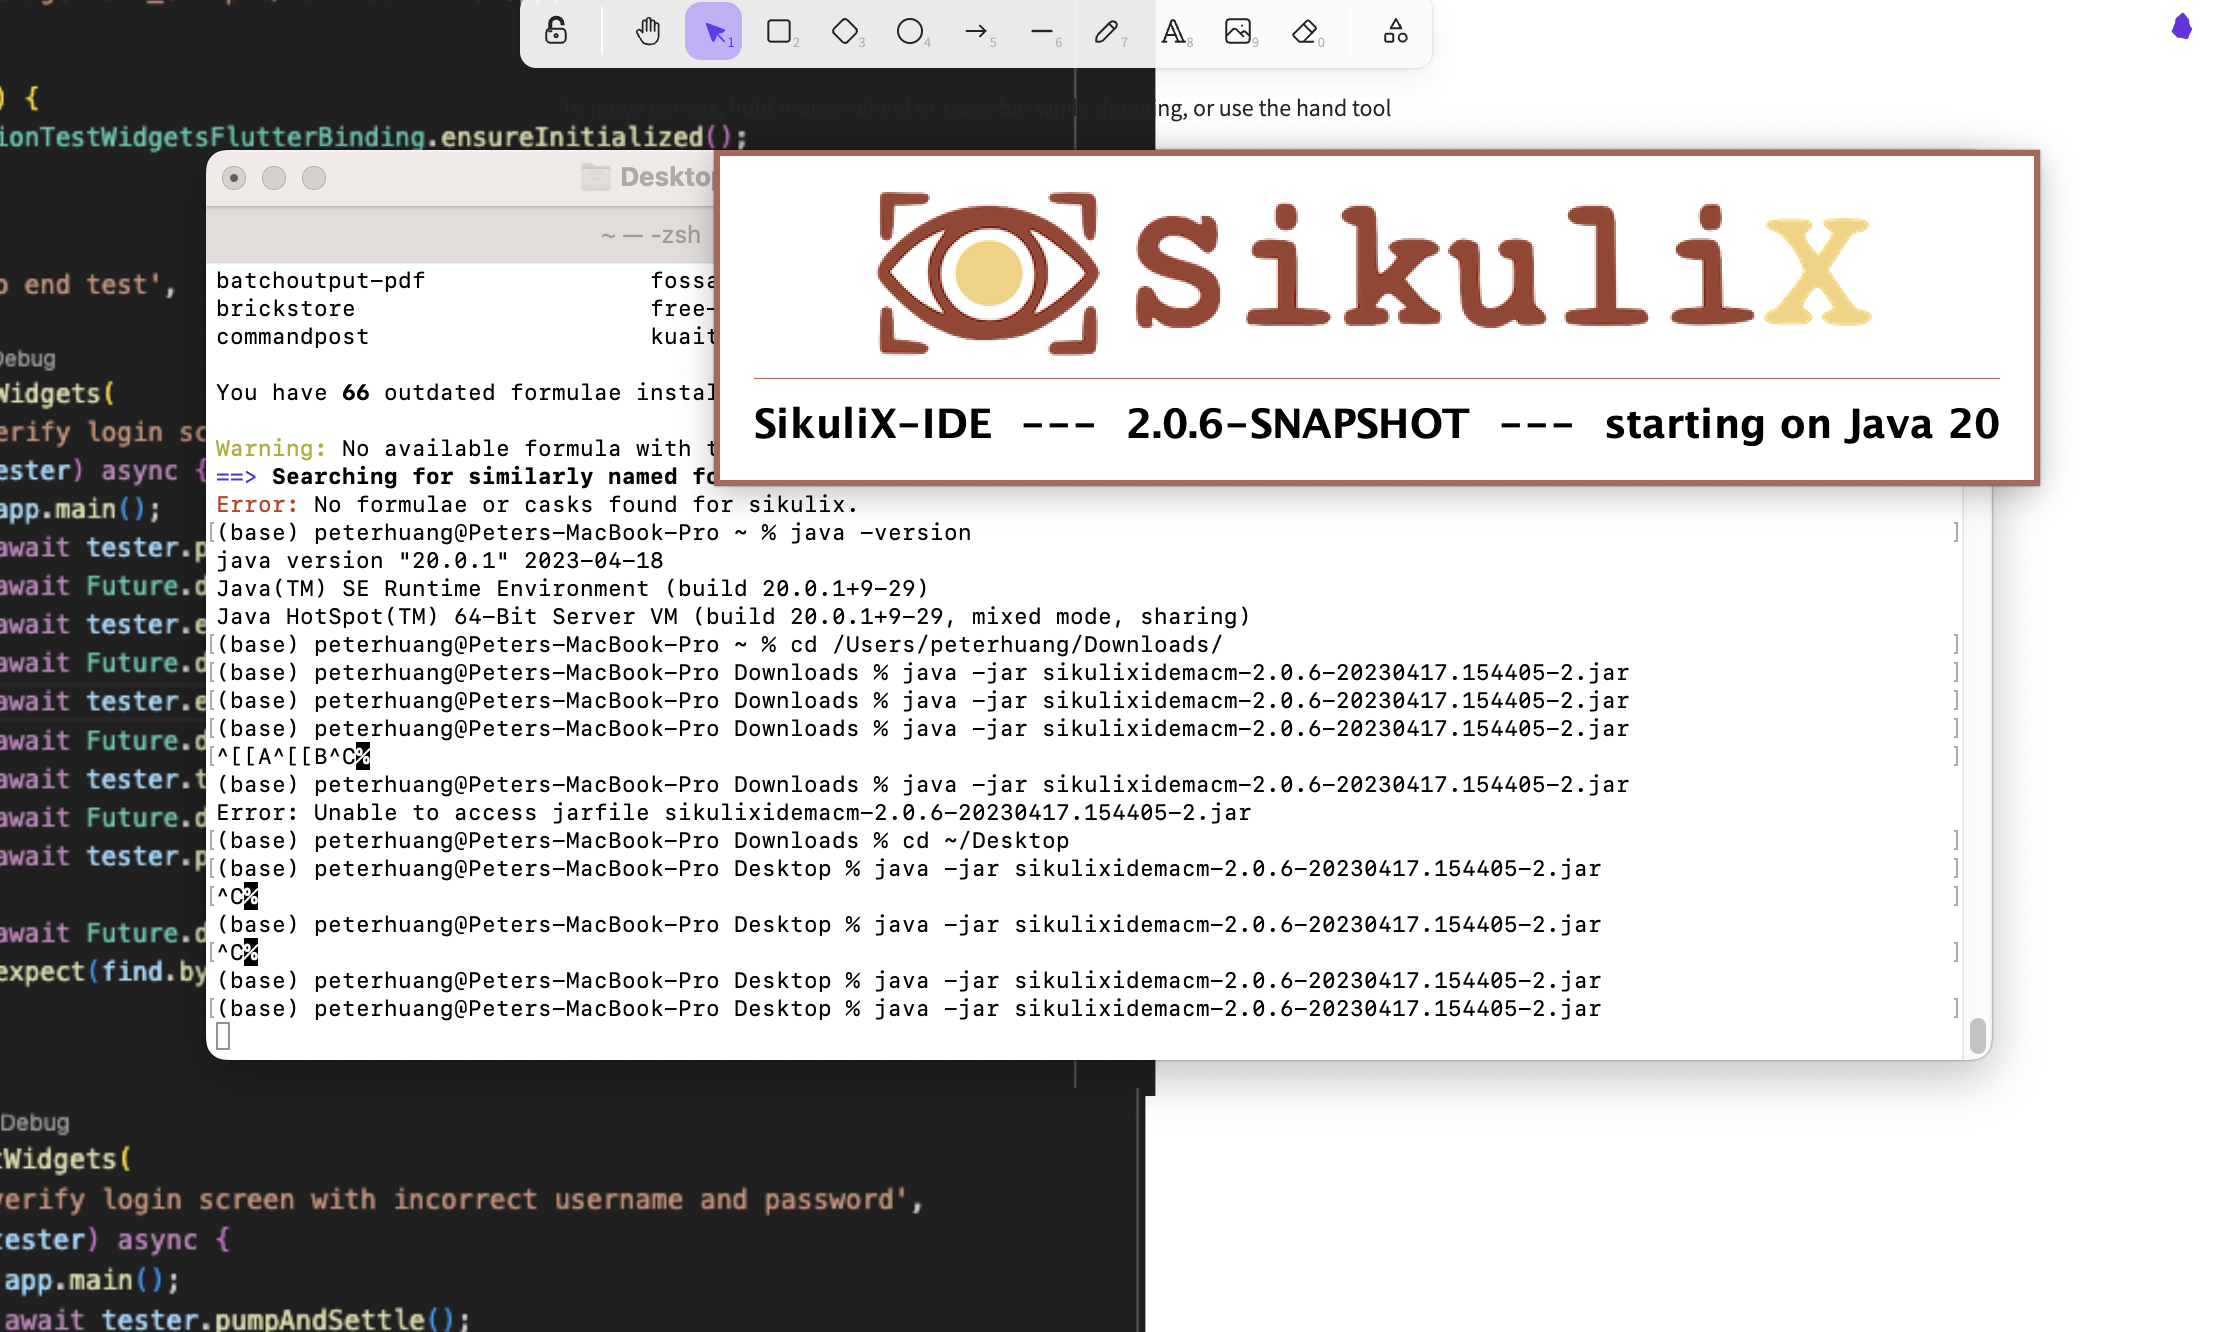 1
2
3
4
5
6
7
8
9
0
To move canvas, hold mouse wheel or spacebar while dragging, or use the hand tool
) {
ionTestWidgetsFlutterBinding.ensureInitialized();
o end test',
Debug
Widgets(
erify login sc
ester) async {
app.main();
await tester.p
await Future.d
await tester.e
await Future.d
await tester.e
await Future.d
await tester.t
await Future.d
await tester.p
await Future.d
expect(find.by
Deskto
~ — -zsh
batchoutput-pdf fossa
brickstore free-
commandpost kuait
You have 66 outdated formulae instal
Warning: No available formula with t
==> Searching for similarly named fo
Error: No formulae or casks found for sikulix.
(base) peterhuang@Peters-MacBook-Pro ~ % java -version
java version "20.0.1" 2023-04-18
Java(TM) SE Runtime Environment (build 20.0.1+9-29)
Java HotSpot(TM) 64-Bit Server VM (build 20.0.1+9-29, mixed mode, sharing)
(base) peterhuang@Peters-MacBook-Pro ~ % cd /Users/peterhuang/Downloads/
(base) peterhuang@Peters-MacBook-Pro Downloads % java -jar sikulixidemacm-2.0.6-20230417.154405-2.jar
(base) peterhuang@Peters-MacBook-Pro Downloads % java -jar sikulixidemacm-2.0.6-20230417.154405-2.jar
(base) peterhuang@Peters-MacBook-Pro Downloads % java -jar sikulixidemacm-2.0.6-20230417.154405-2.jar
^[[A^[[B^C%
(base) peterhuang@Peters-MacBook-Pro Downloads % java -jar sikulixidemacm-2.0.6-20230417.154405-2.jar
Error: Unable to access jarfile sikulixidemacm-2.0.6-20230417.154405-2.jar
(base) peterhuang@Peters-MacBook-Pro Downloads % cd ~/Desktop
(base) peterhuang@Peters-MacBook-Pro Desktop % java -jar sikulixidemacm-2.0.6-20230417.154405-2.jar
^C%
(base) peterhuang@Peters-MacBook-Pro Desktop % java -jar sikulixidemacm-2.0.6-20230417.154405-2.jar
^C%
(base) peterhuang@Peters-MacBook-Pro Desktop % java -jar sikulixidemacm-2.0.6-20230417.154405-2.jar
(base) peterhuang@Peters-MacBook-Pro Desktop % java -jar sikulixidemacm-2.0.6-20230417.154405-2.jar
SikuliX
SikuliX-IDE --- 2.0.6-SNAPSHOT --- starting on Java 20
Debug
tWidgets(
verify login screen with incorrect username and password',
tester) async {
app.main();
await tester.pumpAndSettle();